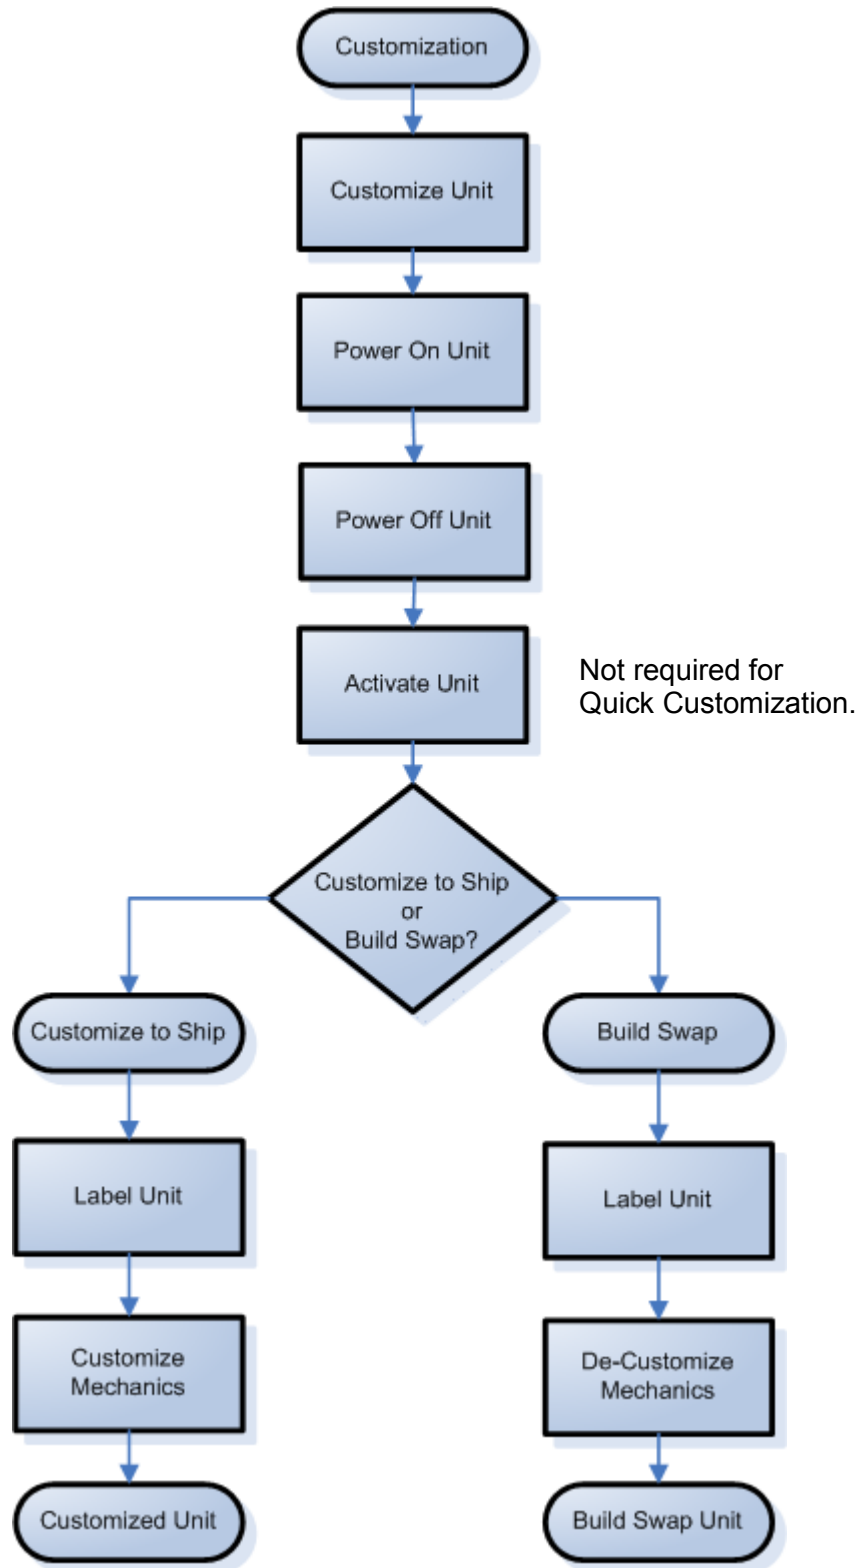 Customization
Customize Unit
Power On Unit
Power Off Unit
Activate Unit
Not required for
Quick Customization.
Customize to Ship
or
Build Swap?
Customize to Ship
Build Swap
Label Unit
Label Unit
Customize
Mechanics
De-Customize
Mechanics
Customized Unit
Build Swap Unit